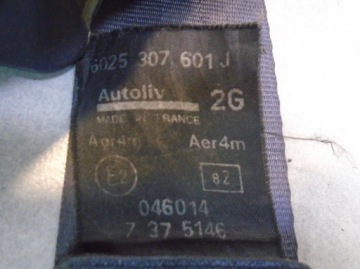 6025 307 601 J
Autoliv 2G
MADE IN FRANCE
Aer4m Aer4m
E2 82
046014
7 37 5146